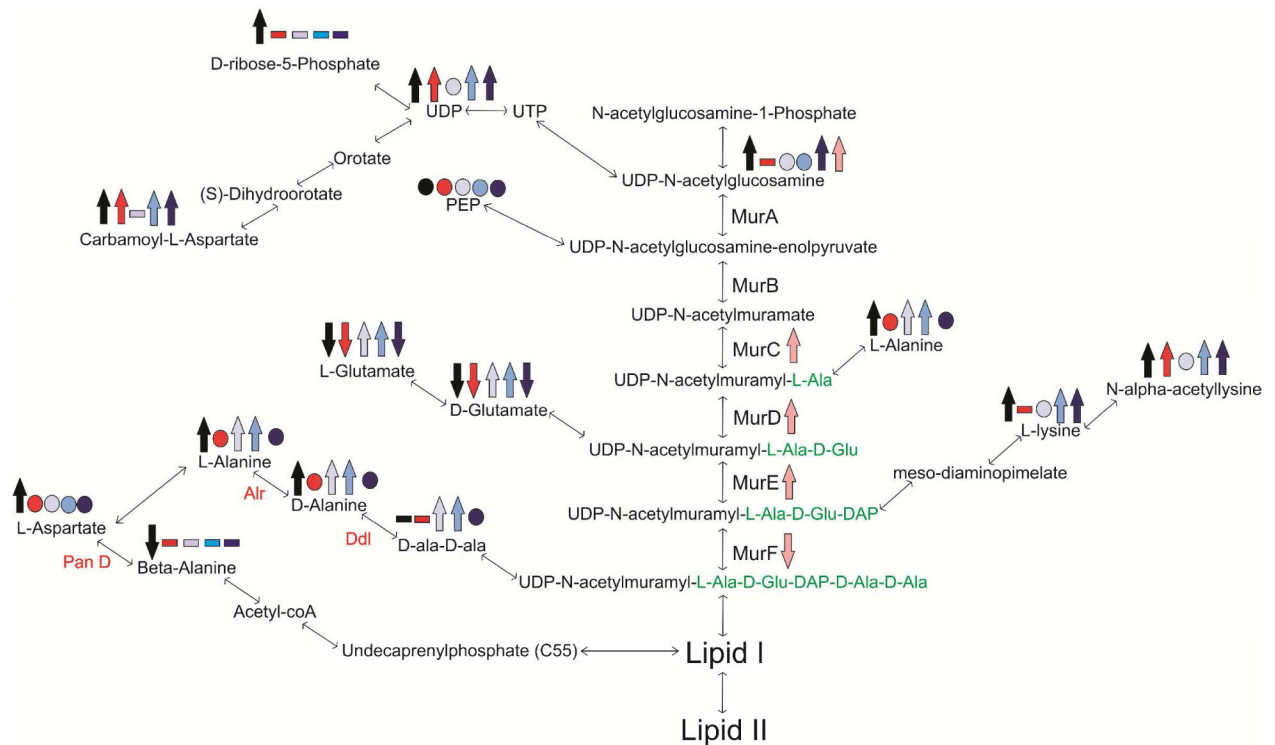 D-ribose-5-Phosphate
UDP
UTP
N-acetylglucosamine-1-Phosphate
Orotate
(S)-Dihydroorotate
UDP-N-acetylglucosamine
PEP
MurA
Carbamoyl-L-Aspartate
UDP-N-acetylglucosamine-enolpyruvate
MurB
UDP-N-acetylmuramate
MurC
L-Alanine
L-Glutamate
UDP-N-acetylmuramyl-L-Ala
N-alpha-acetyllysine
D-Glutamate
MurD
L-lysine
UDP-N-acetylmuramyl-L-Ala-D-Glu
L-Alanine
meso-diaminopimelate
Alr
MurE
D-Alanine
UDP-N-acetylmuramyl-L-Ala-D-Glu-DAP
L-Aspartate
Ddl
D-ala-D-ala
MurF
Pan D
Beta-Alanine
UDP-N-acetylmuramyl-L-Ala-D-Glu-DAP-D-Ala-D-Ala
Acetyl-coA
Undecaprenylphosphate (C55)
Lipid I
Lipid II